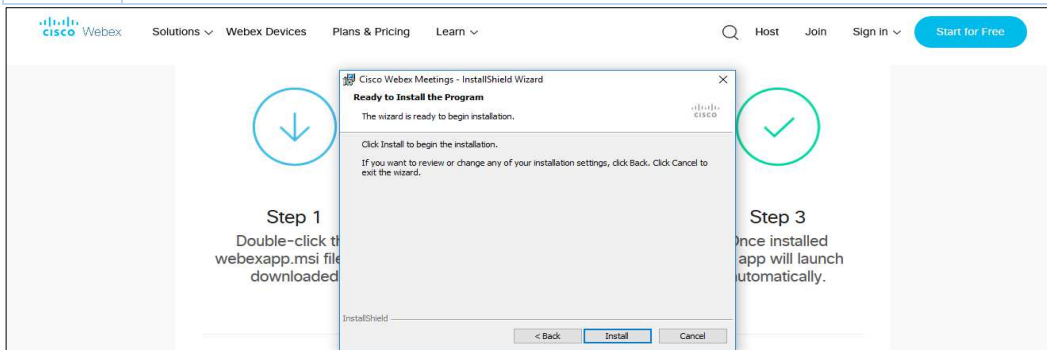 cisco Webex Solutions Webex Devices Plans & Pricing Learn Host Join Sign in Start for Free
Cisco Webex Meetings - InstallShield Wizard
Ready to Install the Program
The wizard is ready to begin installation.
CISCO
Click Install to begin the installation.
If you want to review or change any of your installation settings, click Back. Click Cancel to
exit the wizard.
InstallShield
< Back Install Cancel
Step 1
Double-click
webexapp.msi
downloaded
Step 3
installed
app will launch